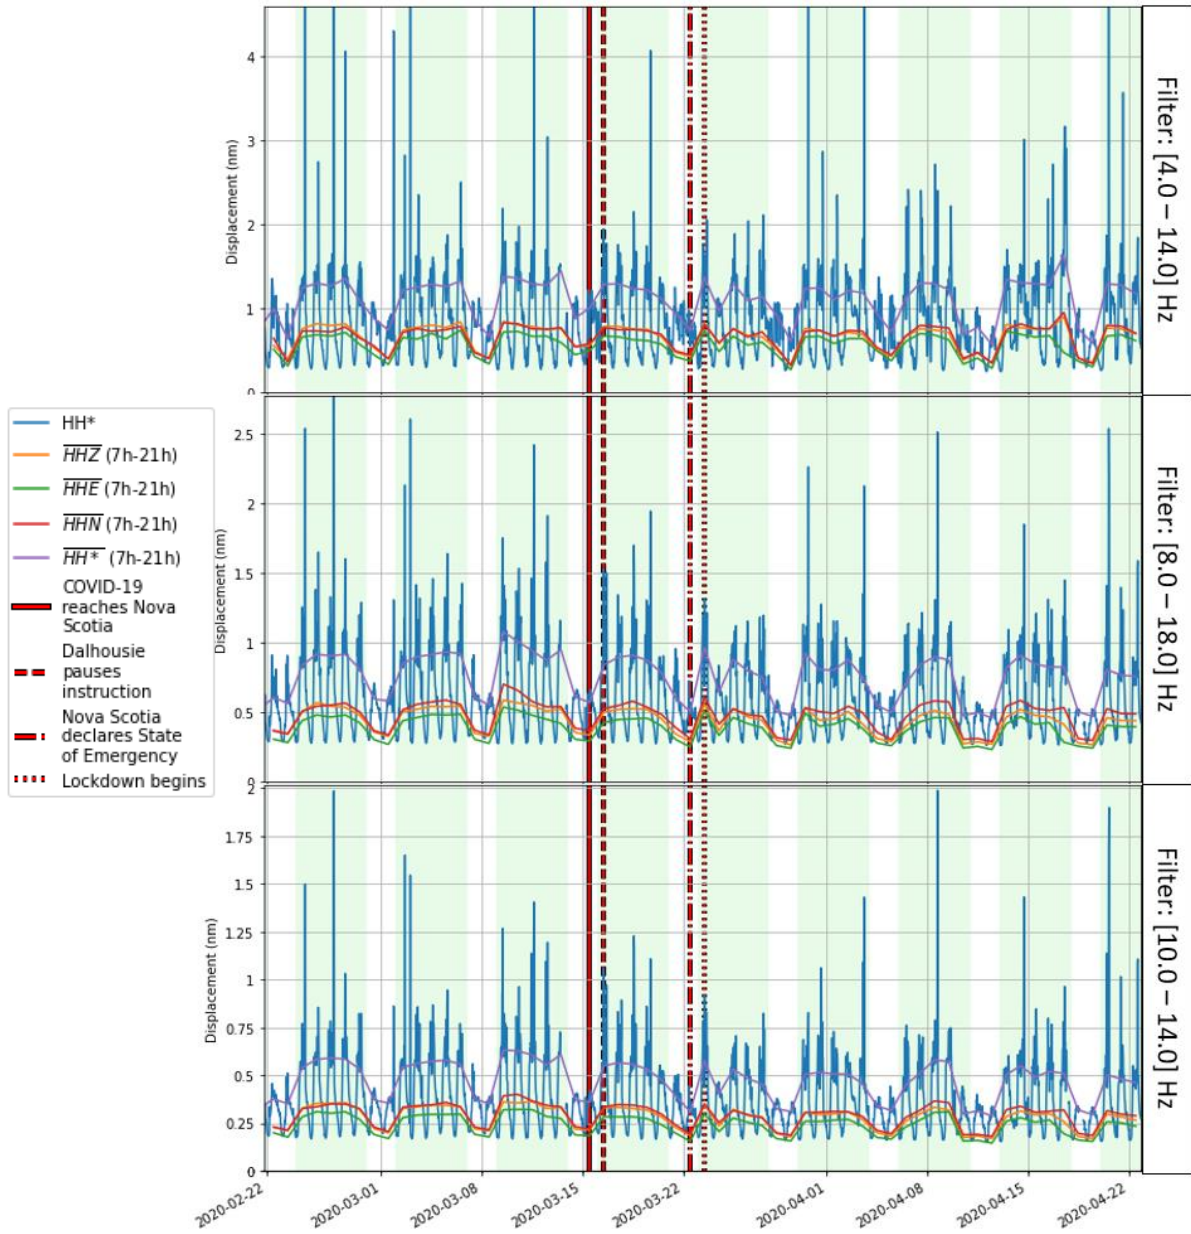 4
3
2
1
0
Displacement (nm)
Filter: [4.0 – 14.0] Hz
HH*
HHZ (7h-21h)
HHE (7h-21h)
HHN (7h-21h)
HH* (7h-21h)
COVID-19
reaches Nova
Scotia
Dalhousie
pauses
instruction
Nova Scotia
declares State
of Emergency
Lockdown begins
2.5
2
1.5
1
0.5
0
Displacement (nm)
Filter: [8.0 – 18.0] Hz
2
1.75
1.5
1.25
1
0.75
0.5
0.25
0
Displacement (nm)
Filter: [10.0 – 14.0] Hz
2020-02-22
2020-03-01
2020-03-08
2020-03-15
2020-03-22
2020-04-01
2020-04-08
2020-04-15
2020-04-22